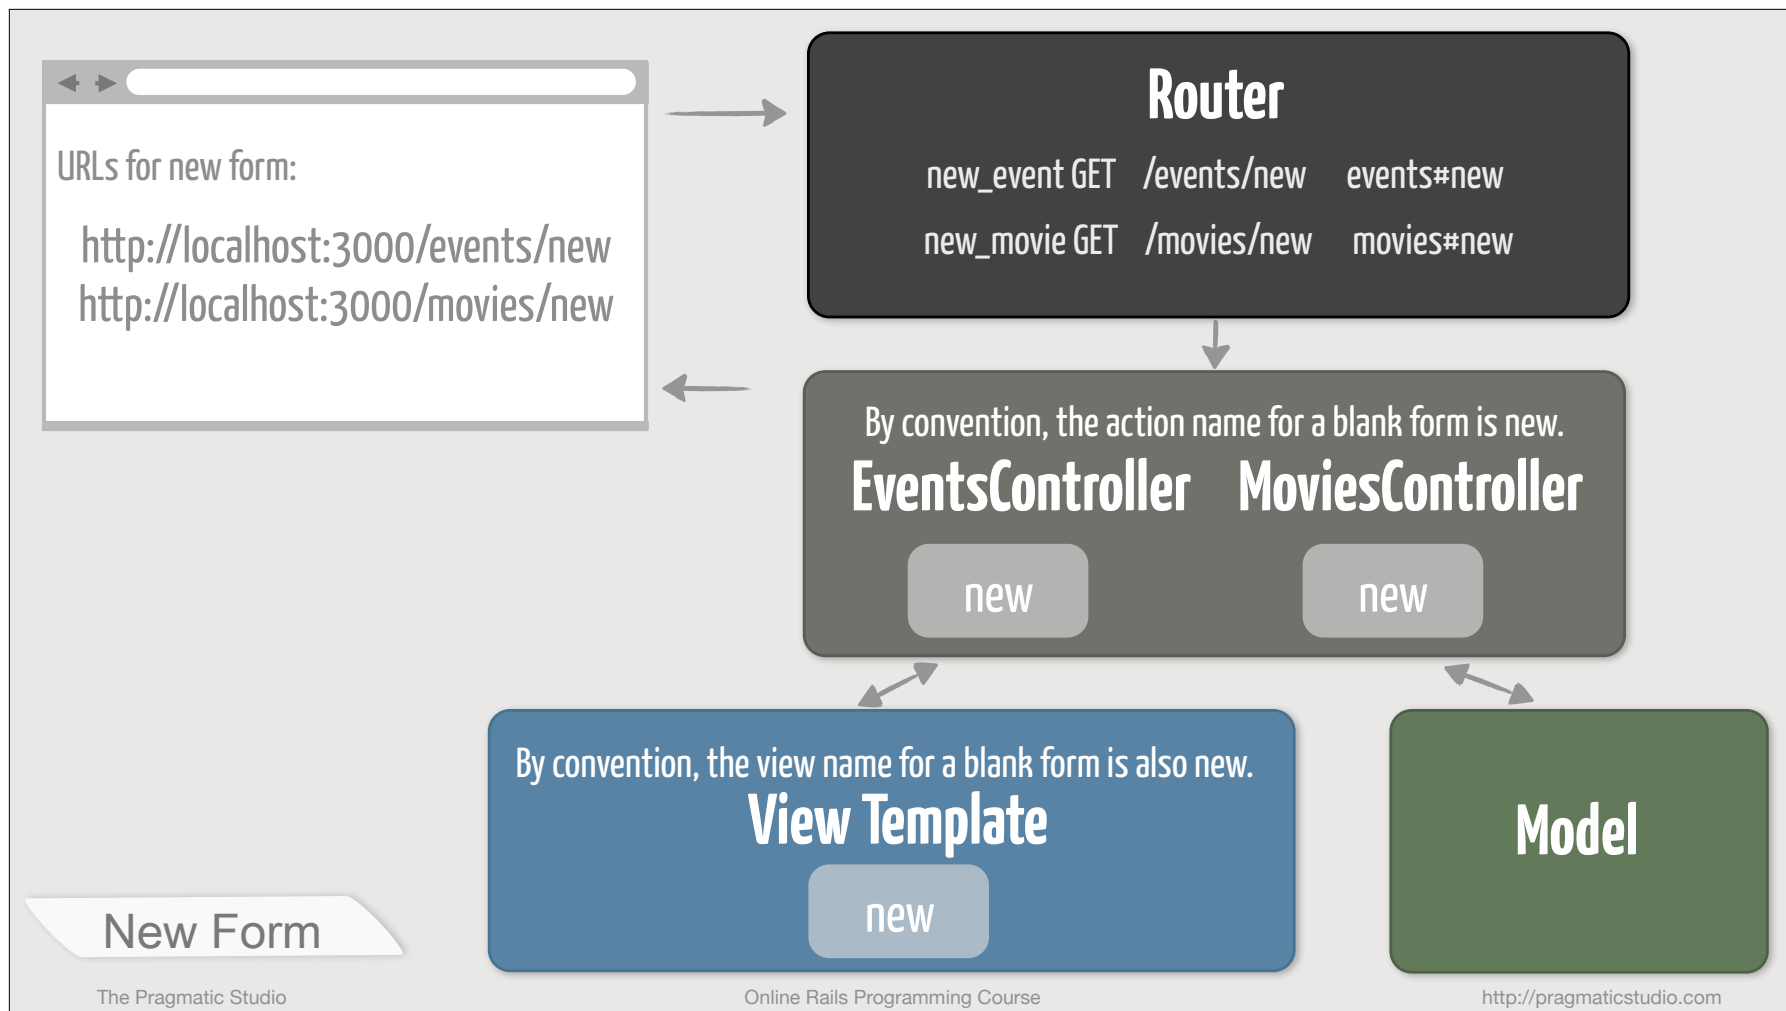 URLs for new form:
http://localhost:3000/events/new
http://localhost:3000/movies/new
Router
new_event GET /events/new events#new
new_movie GET /movies/new movies#new
By convention, the action name for a blank form is new.
EventsController MoviesController
new new
By convention, the view name for a blank form is also new.
View Template
new
Model
New Form
The Pragmatic Studio Online Rails Programming Course http://pragmaticstudio.com